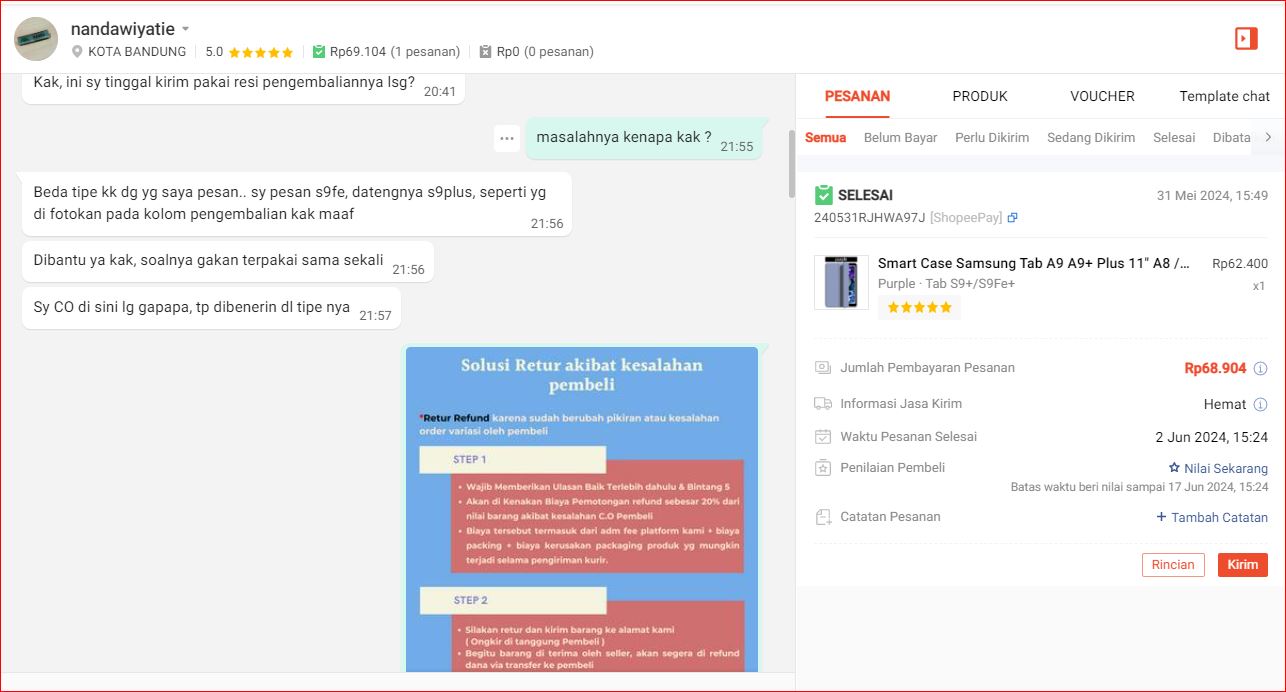 nandawiyatie
KOTA BANDUNG 5.0 Rp69.104 (1 pesanan) Rp0 (0 pesanan)
Kak, ini sy tinggal kirim pakai resi pengembaliannya lsg? 20:41
masalahnya kenapa kak ? 21:55
Beda tipe kk dg yg saya pesan.. sy pesan s9fe, datengnya s9plus, seperti yg
di fotokan pada kolom pengembalian kak maaf
21:56
Dibantu ya kak, soalnya gakan terpakai sama sekali 21:56
Sy CO di sini lg gapapa, tp dibenerin dl tipe nya 21:57
Solusi Retur akibat kesalahan
pembeli
*Retur Refund karena sudah berubah pikiran atau kesalahan
order variasi oleh pembeli
STEP 1
• Wajib Memberikan Ulasan Baik Terlebih dahulu & Bintang 5
• Akan di Kenakan Biaya Pemotongan refund sebesar 20% dari
nilai barang akibat kesalahan C.O Pembeli
• Biaya tersebut termasuk dari adm fee platform kami + biaya
packing + biaya kerusakan packaging produk yg mungkin
terjadi selama pengiriman kurir.
STEP 2
• Silakan retur dan kirim barang ke alamat kami
( Ongkir di tanggung Pembeli )
• Begitu barang di terima oleh seller, akan segera di refund
dana via transfer ke pembeli
PESANAN PRODUK VOUCHER Template chat
Semua Belum Bayar Perlu Dikirim Sedang Dikirim Selesai Dibata
SELESAI 31 Mei 2024, 15:49
240531RJHWA97J [ShopeePay]
Smart Case Samsung Tab A9 A9+ Plus 11" A8 /... Rp62.400
Purple · Tab S9+/S9Fe+ x1
Jumlah Pembayaran Pesanan Rp68.904
Informasi Jasa Kirim Hemat
Waktu Pesanan Selesai 2 Jun 2024, 15:24
Penilaian Pembeli Nilai Sekarang
Batas waktu beri nilai sampai 17 Jun 2024, 15:24
Catatan Pesanan + Tambah Catatan
Rincian Kirim